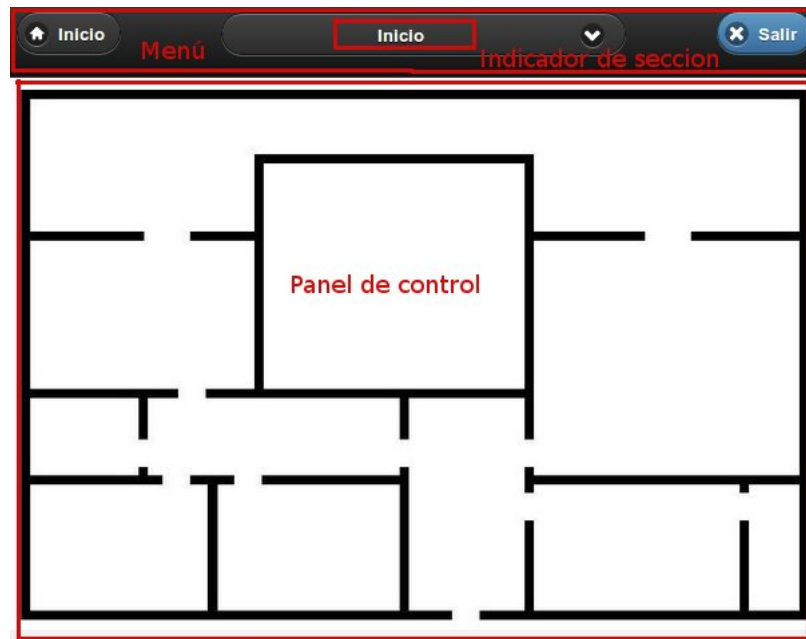 Inicio
Inicio
Salir
Menú
Indicador de seccion
Panel de control